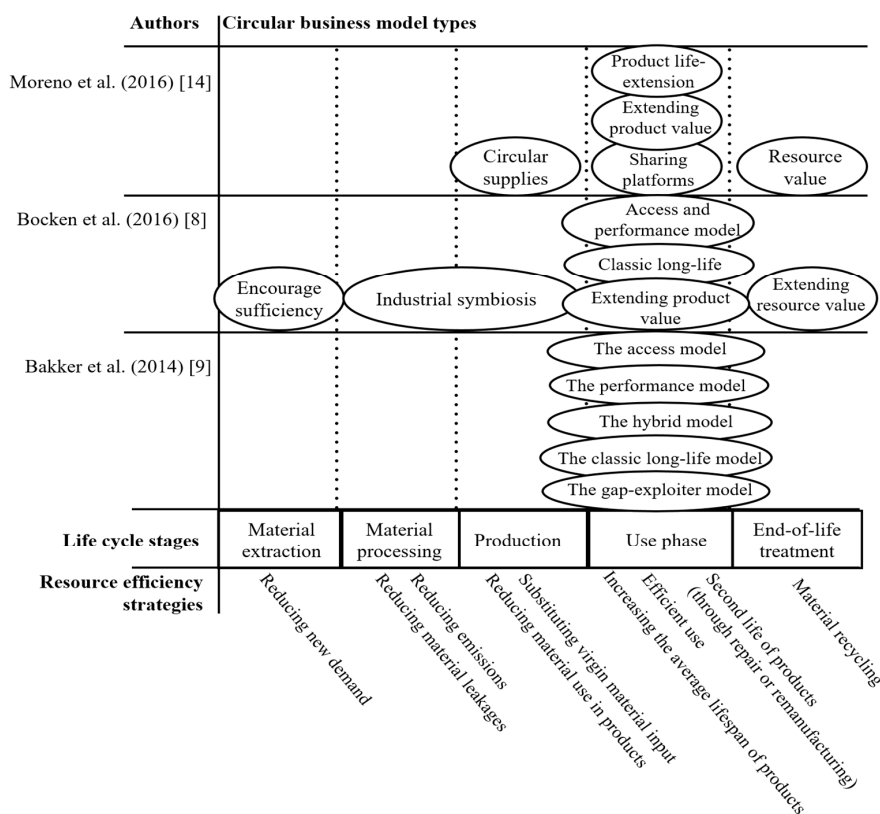 Authors
Circular business model types
Moreno et al. (2016) [14]
Product life-
extension
Extending
product value
Circular
supplies
Sharing
platforms
Resource
value
Bocken et al. (2016) [8]
Access and
performance model
Classic long-life
Encourage
sufficiency
Industrial symbiosis
Extending product
value
Extending
resource value
Bakker et al. (2014) [9]
The access model
The performance model
The hybrid model
The classic long-life model
The gap-exploiter model
Life cycle stages
Material
extraction
Material
processing
Production
Use phase
End-of-life
treatment
Resource efficiency
strategies
Reducing new demand
Reducing material leakages
Reducing emissions
Reducing material use in products
Substituting virgin material input
Increasing the average lifespan of products
Efficient use
Second life of products
(through repair or remanufacturing)
Material recycling